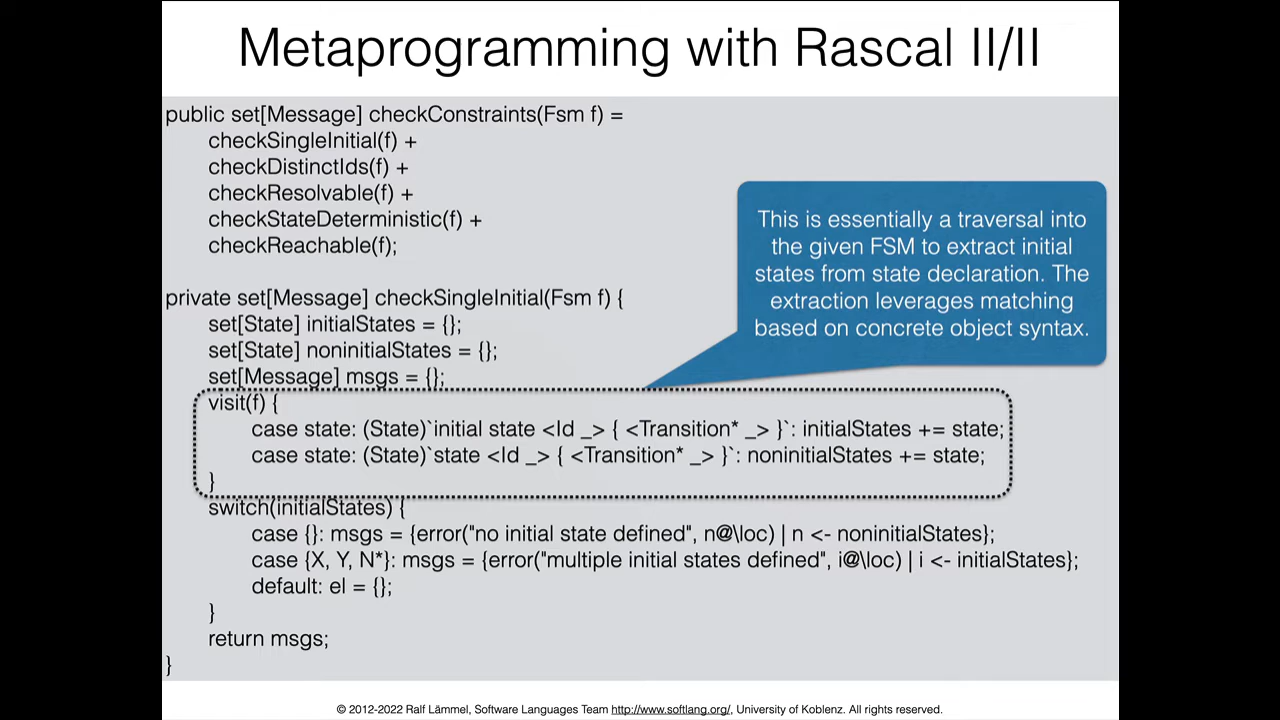 Metaprogramming with Rascal II/II
public set[Message] checkConstraints(Fsm f) =
checkSingleInitial(f) +
checkDistinctIds(f) +
checkResolvable(f) +
checkStateDeterministic(f) +
checkReachable(f);
This is essentially a traversal into
the given FSM to extract initial
states from state declaration. The
extraction leverages matching
based on concrete object syntax.
private set[Message] checkSingleInitial(Fsm f) {
set[State] initialStates = {};
set[State] noninitialStates = {};
set[Message] msgs = {};
visit(f) {
case state: (State)`initial state <Id _> { <Transition* _> }`: initialStates += state;
case state: (State)`state <Id _> { <Transition* _> }`: noninitialStates += state;
}
switch(initialStates) {
case {}: msgs = {error("no initial state defined", n@\loc) | n <- noninitialStates};
case {X, Y, N*}: msgs = {error("multiple initial states defined", i@\loc) | i <- initialStates};
default: el = {};
}
return msgs;
}
© 2012-2022 Ralf Lämmel, Software Languages Team http://www.softlang.org/, University of Koblenz. All rights reserved.